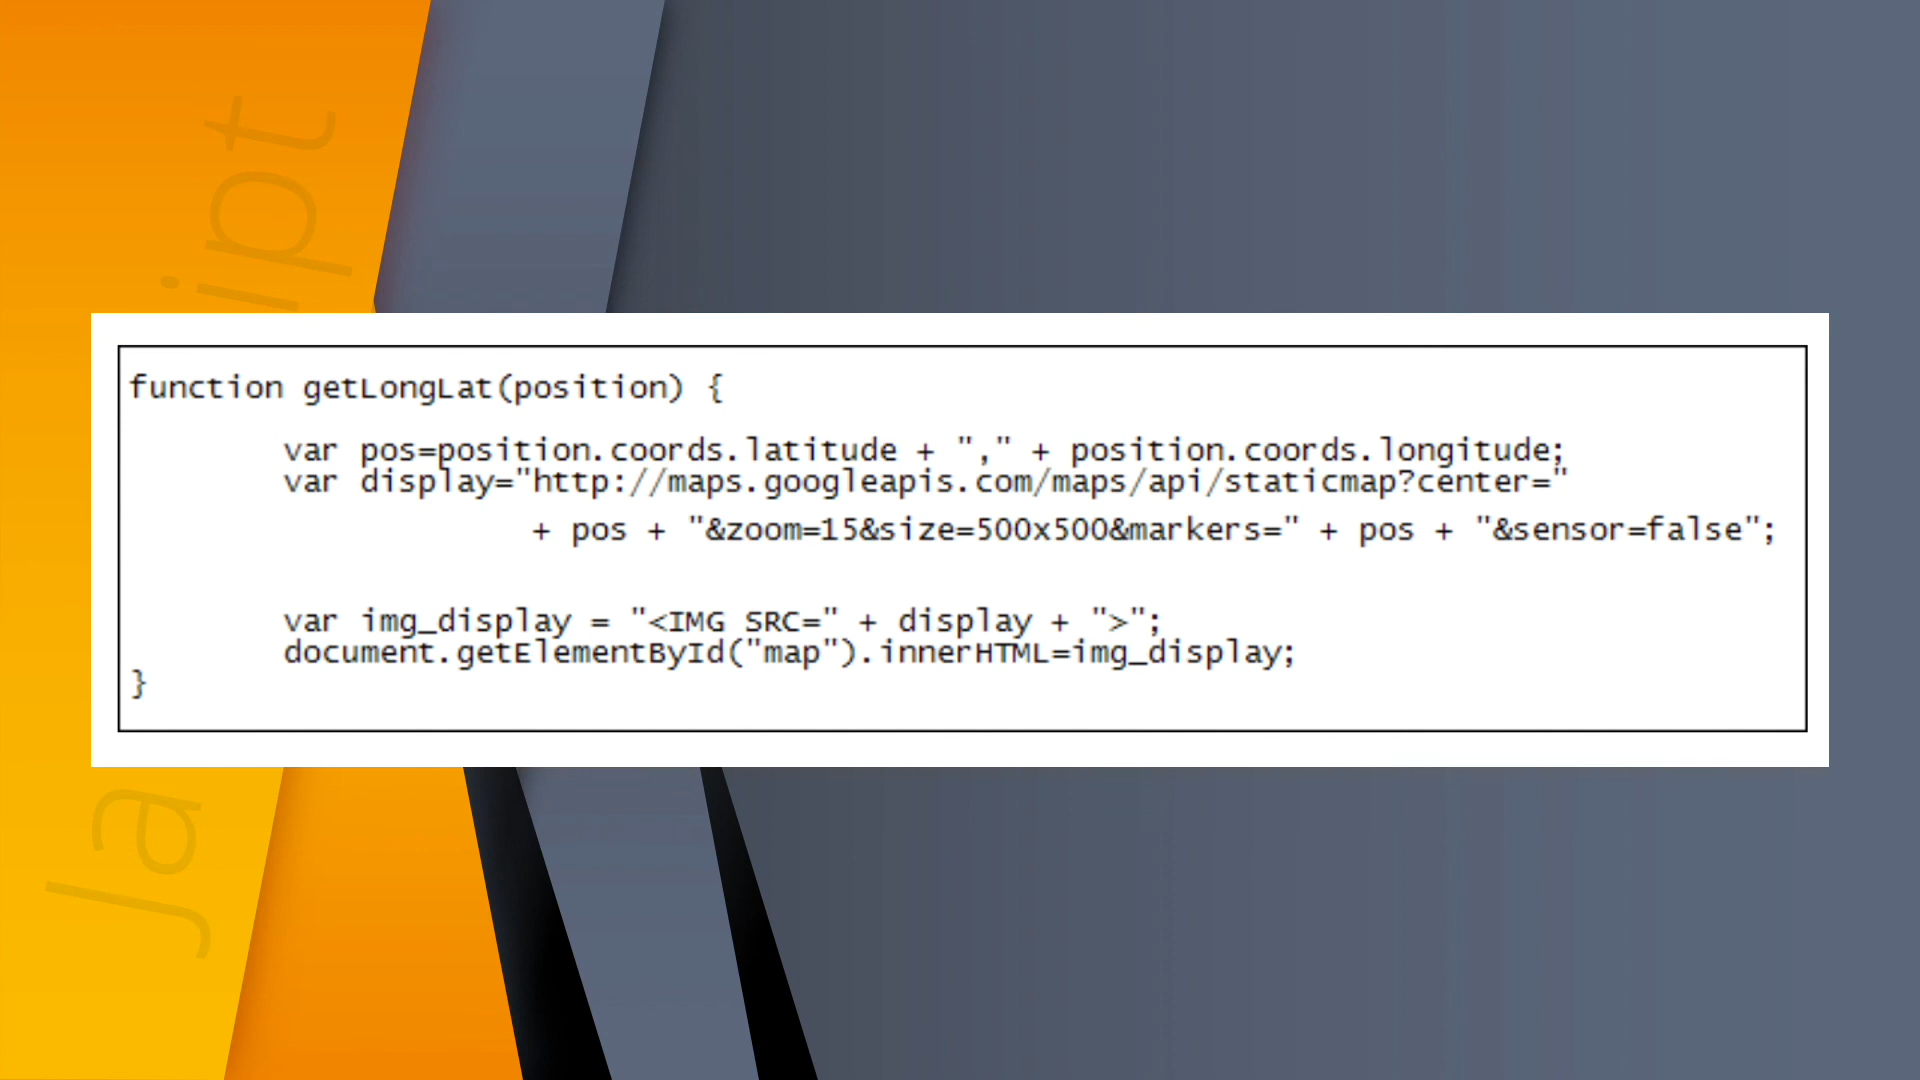 function getLongLat(position) {
var pos=position.coords.latitude + "," + position.coords.longitude;
var display="http://maps.googleapis.com/maps/api/staticmap?center="
+ pos + "&zoom=15&size=500x500&markers=" + pos + "&sensor=false";
var img_display = "<IMG SRC=" + display + ">";
document.getElementById("map").innerHTML=img_display;
}
Ja
ipt